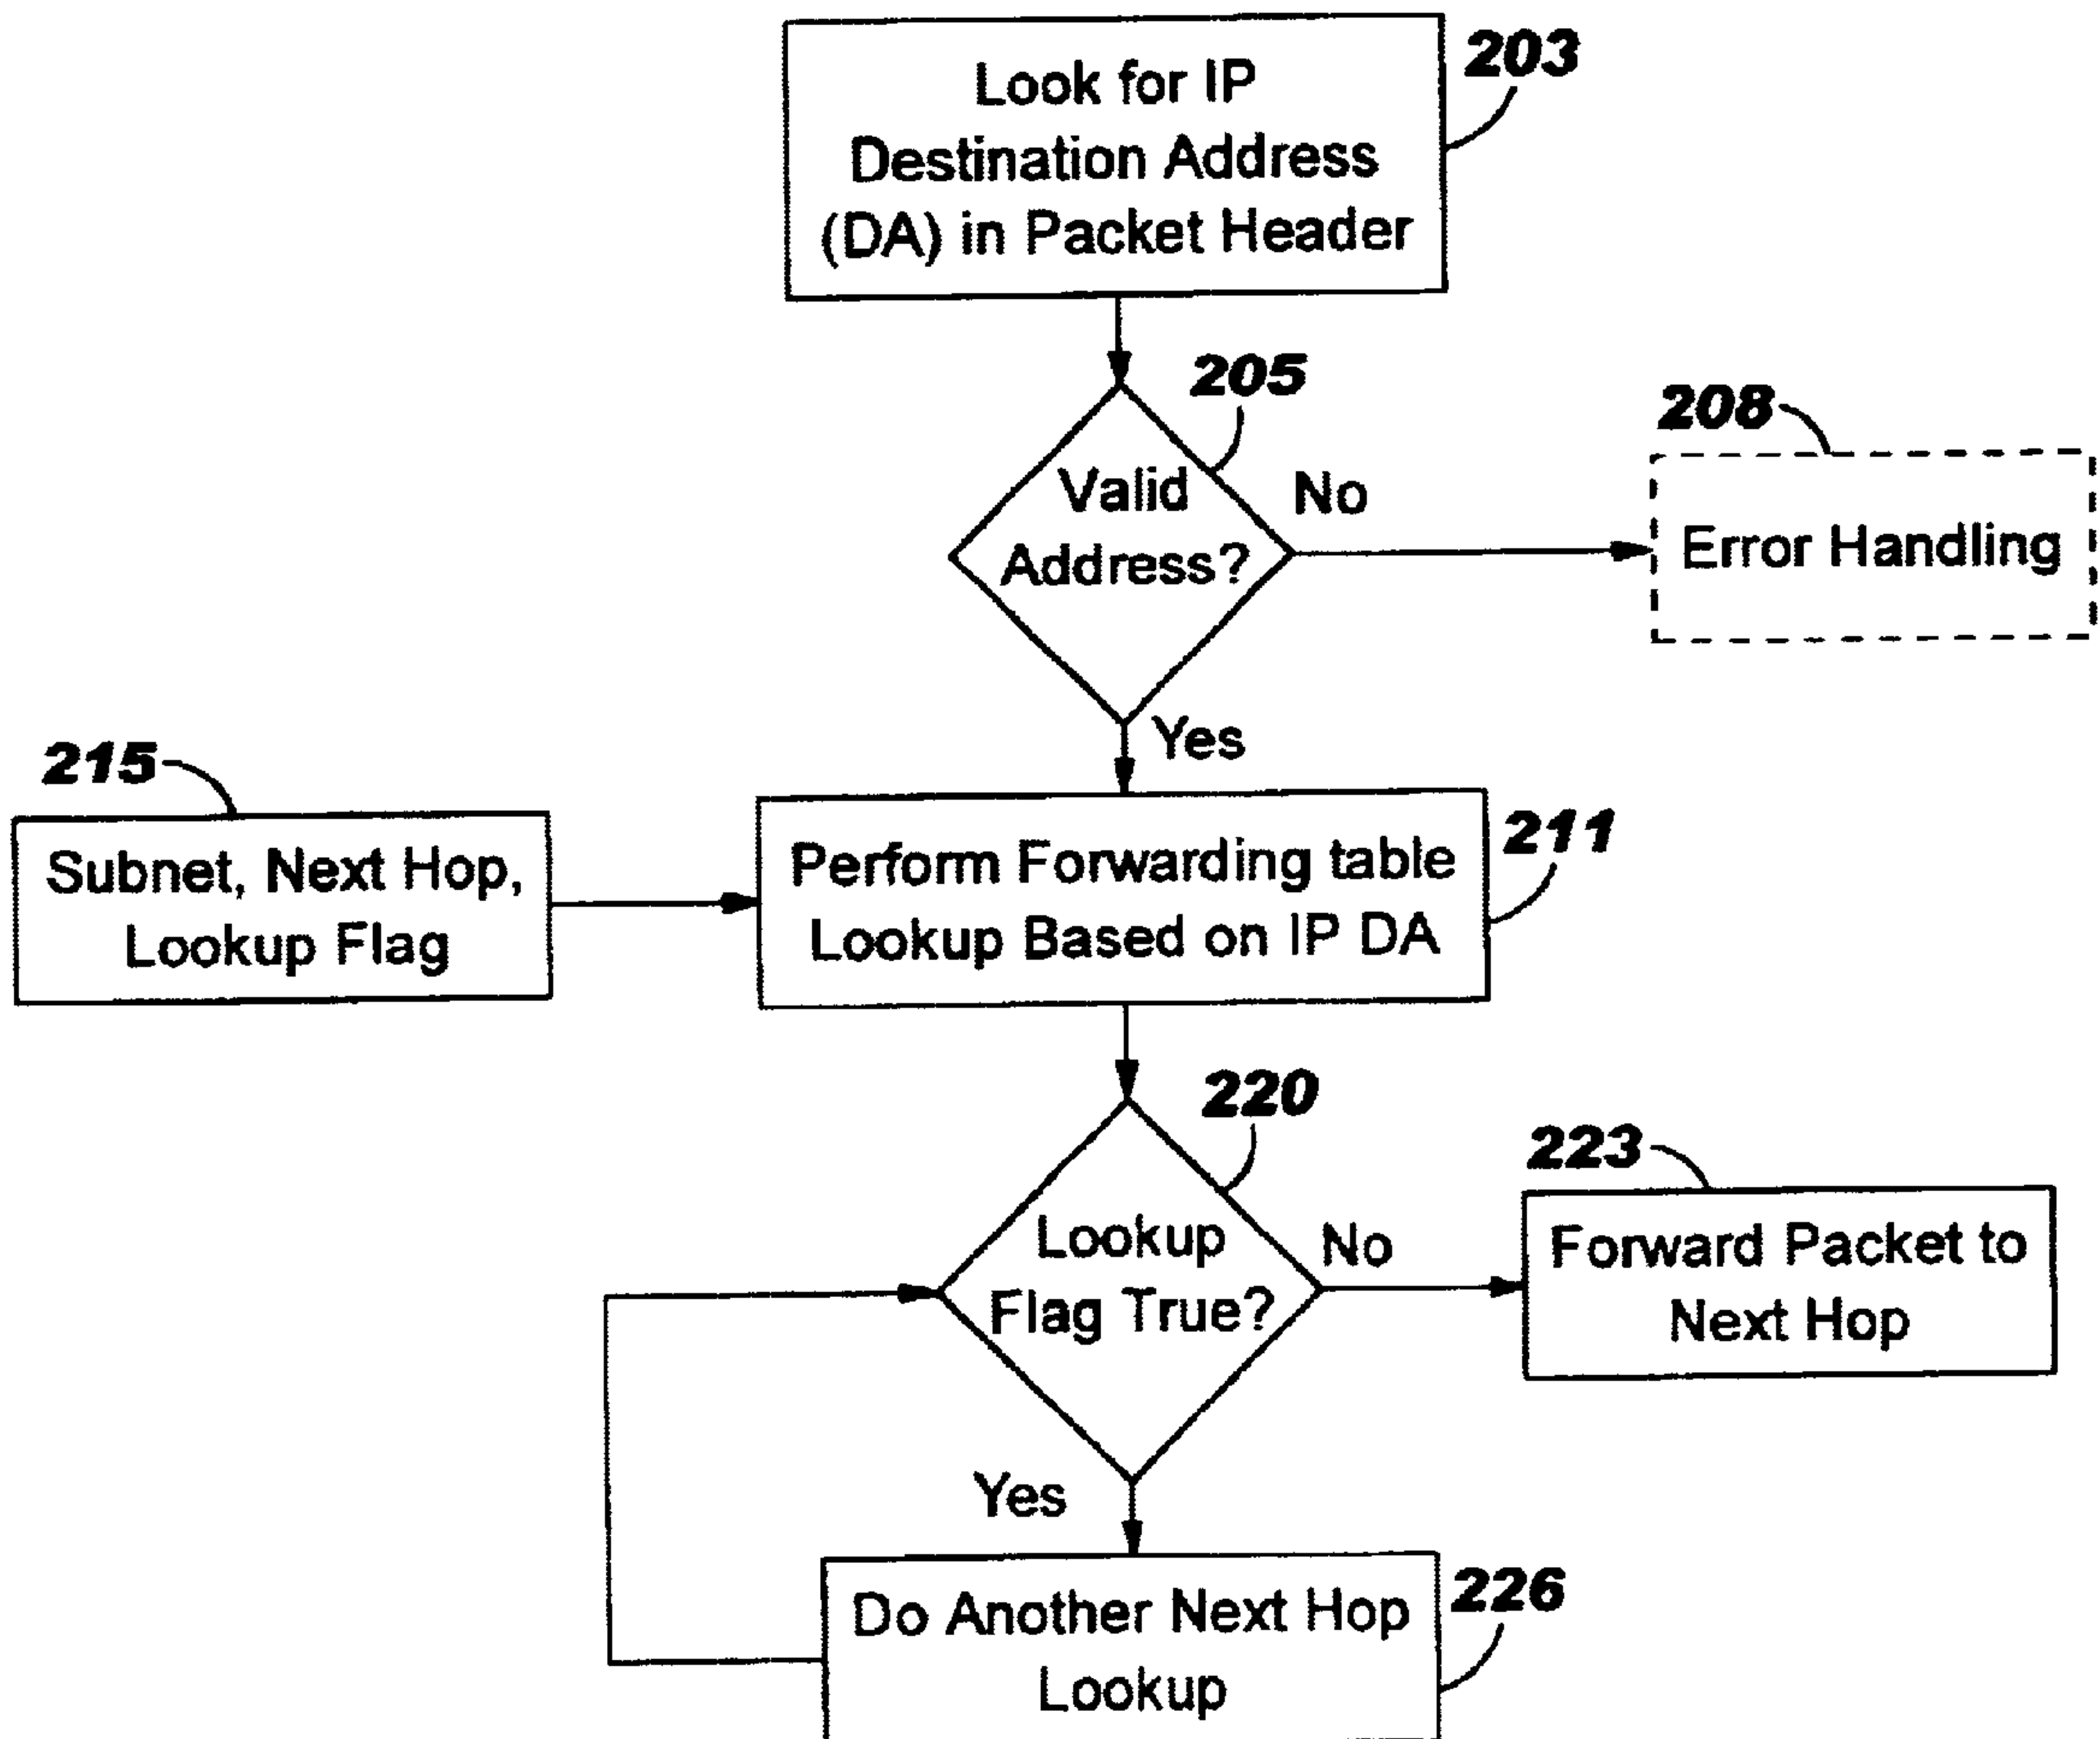 203
Look for IP
Destination Address
(DA) in Packet Header
205
Valid
Address?
No
208
Error Handling
Yes
215
Subnet, Next Hop,
Lookup Flag
211
Perform Forwarding table
Lookup Based on IP DA
220
Lookup
Flag True?
No
223
Forward Packet to
Next Hop
Yes
226
Do Another Next Hop
Lookup